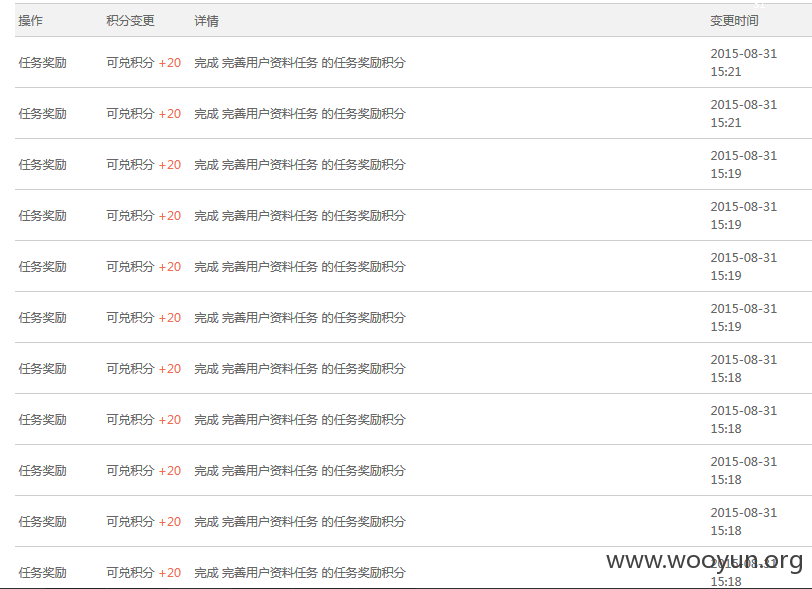 操作 积分变更 详情 变更时间
任务奖励 可兑积分 +20 完成 完善用户资料任务 的任务奖励积分 2015-08-31
15:21
任务奖励 可兑积分 +20 完成 完善用户资料任务 的任务奖励积分 2015-08-31
15:21
任务奖励 可兑积分 +20 完成 完善用户资料任务 的任务奖励积分 2015-08-31
15:19
任务奖励 可兑积分 +20 完成 完善用户资料任务 的任务奖励积分 2015-08-31
15:19
任务奖励 可兑积分 +20 完成 完善用户资料任务 的任务奖励积分 2015-08-31
15:19
任务奖励 可兑积分 +20 完成 完善用户资料任务 的任务奖励积分 2015-08-31
15:19
任务奖励 可兑积分 +20 完成 完善用户资料任务 的任务奖励积分 2015-08-31
15:18
任务奖励 可兑积分 +20 完成 完善用户资料任务 的任务奖励积分 2015-08-31
15:18
任务奖励 可兑积分 +20 完成 完善用户资料任务 的任务奖励积分 2015-08-31
15:18
任务奖励 可兑积分 +20 完成 完善用户资料任务 的任务奖励积分 2015-08-31
15:18
任务奖励 可兑积分 +20 完成 完善用户资料任务 的任务奖励积分 2015-08-31
15:18
www.wooyun.org